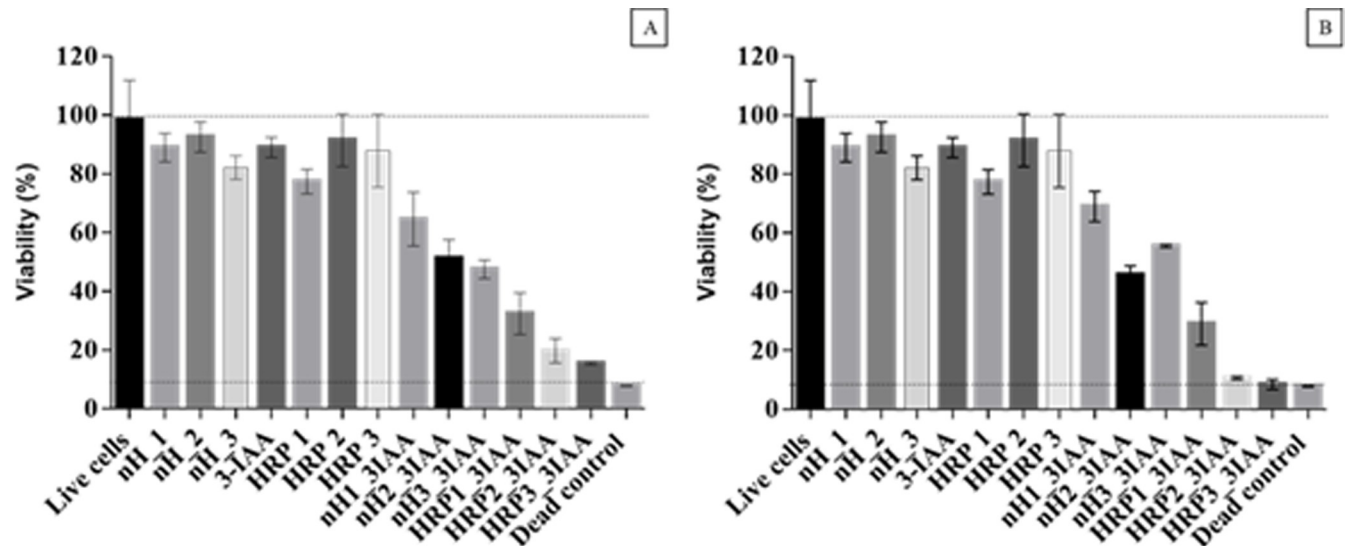 A
Viability (%)
120
100
80
60
40
20
0
Live cells
nH_1
nH_2
nH_3
3-IAA
HRP 1
HRP 2
HRP 3
nH1_3IAA
nH2_3IAA
nH3_3IAA
HRP1_3IAA
HRP2_3IAA
HRP3_3IAA
Dead control
B
Viability (%)
120
100
80
60
40
20
0
Live cells
nH_1
nH_2
nH_3
3-IAA
HRP 1
HRP 2
HRP 3
nH1_3IAA
nH2_3IAA
nH3_3IAA
HRP1_3IAA
HRP2_3IAA
HRP3_3IAA
Dead control